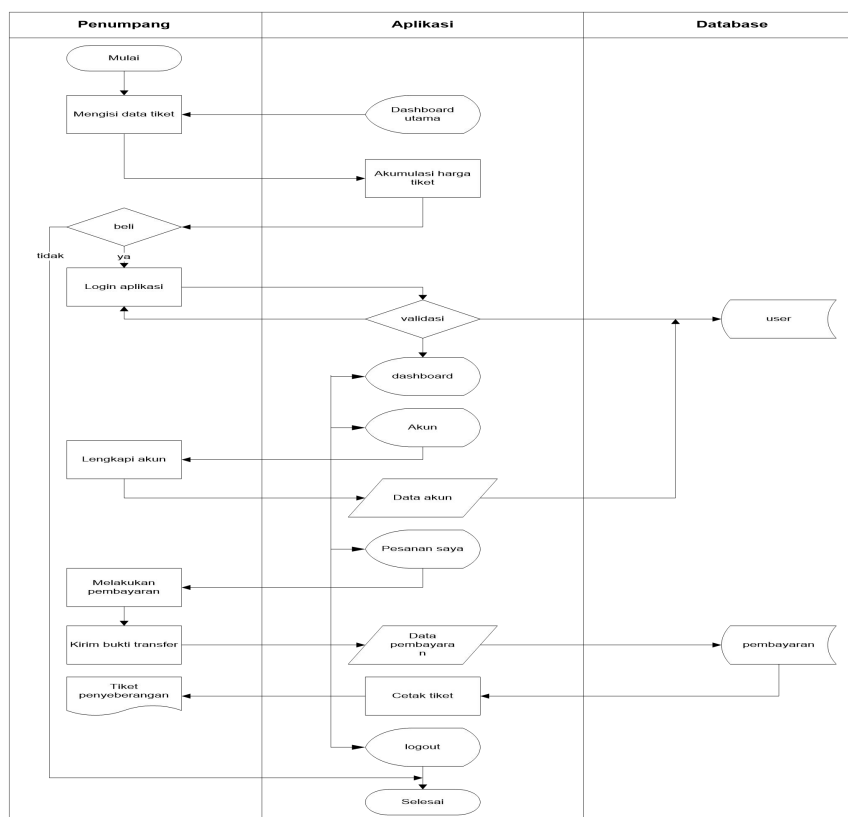 Penumpang
Aplikasi
Database
Mulai
Mengisi data tiket
Dashboard
utama
Akumulasi harga
tiket
beli
tidak
ya
Login aplikasi
validasi
user
dashboard
Akun
Lengkapi akun
Data akun
Pesanan saya
Melakukan
pembayaran
Kirim bukti transfer
Data
pembayara
n
pembayaran
Tiket
penyeberangan
Cetak tiket
logout
Selesai